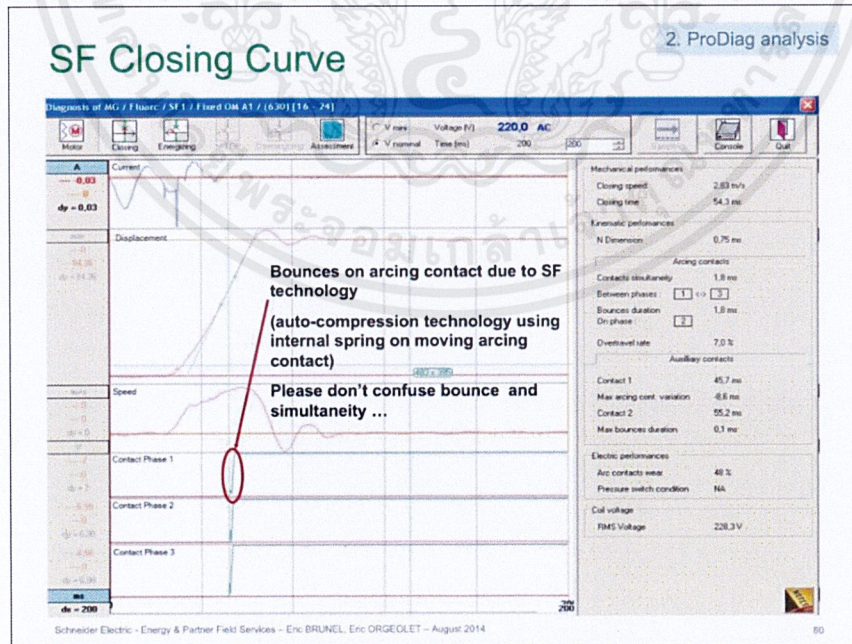 2. ProDiag analysis
SF Closing Curve
Diagnosis of MG / Fluarc / SF1 / Fixed OM A1 / (630) [16 - 24]
Motor
Closing
Energizing
Assessment
V mini
Voltage (V)
220,0 AC
V nominal
Time (ms)
200
200
Console
Quit
A
-0,03
dy = 0,03
Current
Displacement
Bounces on arcing contact due to SF
technology
(auto-compression technology using
internal spring on moving arcing
contact)
Please don't confuse bounce and
simultaneity ...
Speed
Contact Phase 1
Contact Phase 2
Contact Phase 3
ms
dx = 200
200
Mechanical performances
Closing speed 2,83 m/s
Closing time 54,3 ms
Kinematic performances
N Dimension 0,75 ms
Arcing contacts
Contacts simultaneity 1,8 ms
Between phases : 1 <> 3
Bounces duration 1,8 ms
On phase : 2
Overtravel rate 7,0 %
Auxiliary contacts
Contact 1 45,7 ms
Max arcing cont. variation -8,6 ms
Contact 2 55,2 ms
Max bounces duration 0,1 ms
Electric performances
Arc contacts wear 48 %
Pressure switch condition NA
Coil voltage
RMS Voltage 228,3 V
Schneider Electric - Energy & Partner Field Services – Eric BRUNEL, Eric ORGEOLET – August 2014
60